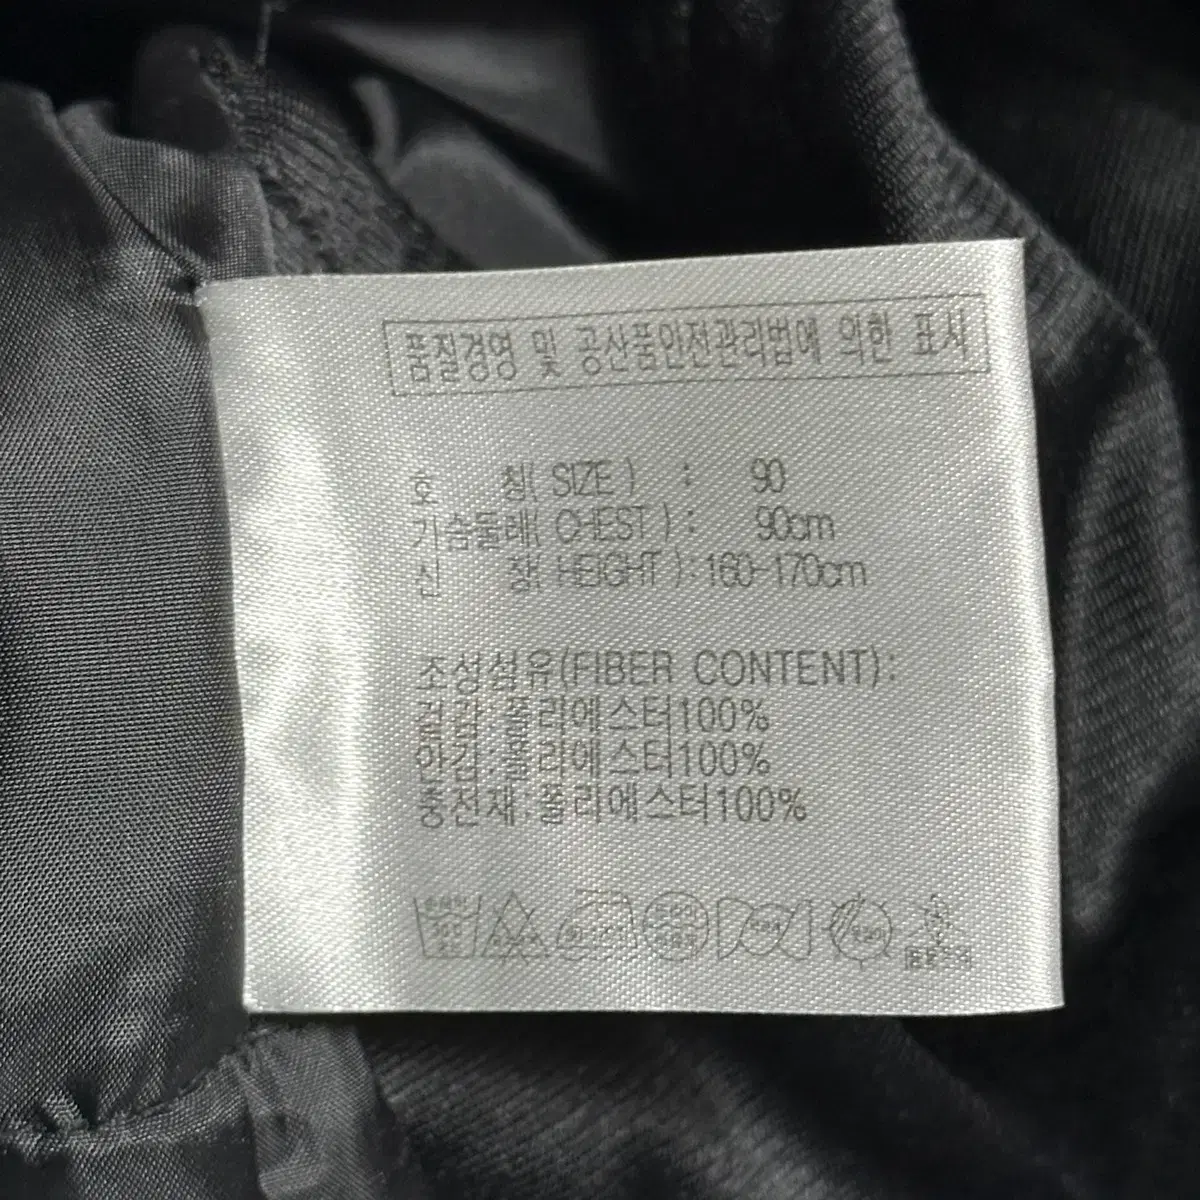 품질경영 및 공산품안전관리법에 의한 표시
호 칭( SIZE ) : 90
가슴둘레( CHEST ) : 90cm
신 장( HEIGHT ):160-170cm
조성섬유(FIBER CONTENT):
겉감:폴리에스터100%
안감:폴리에스터100%
충전재:폴리에스터100%